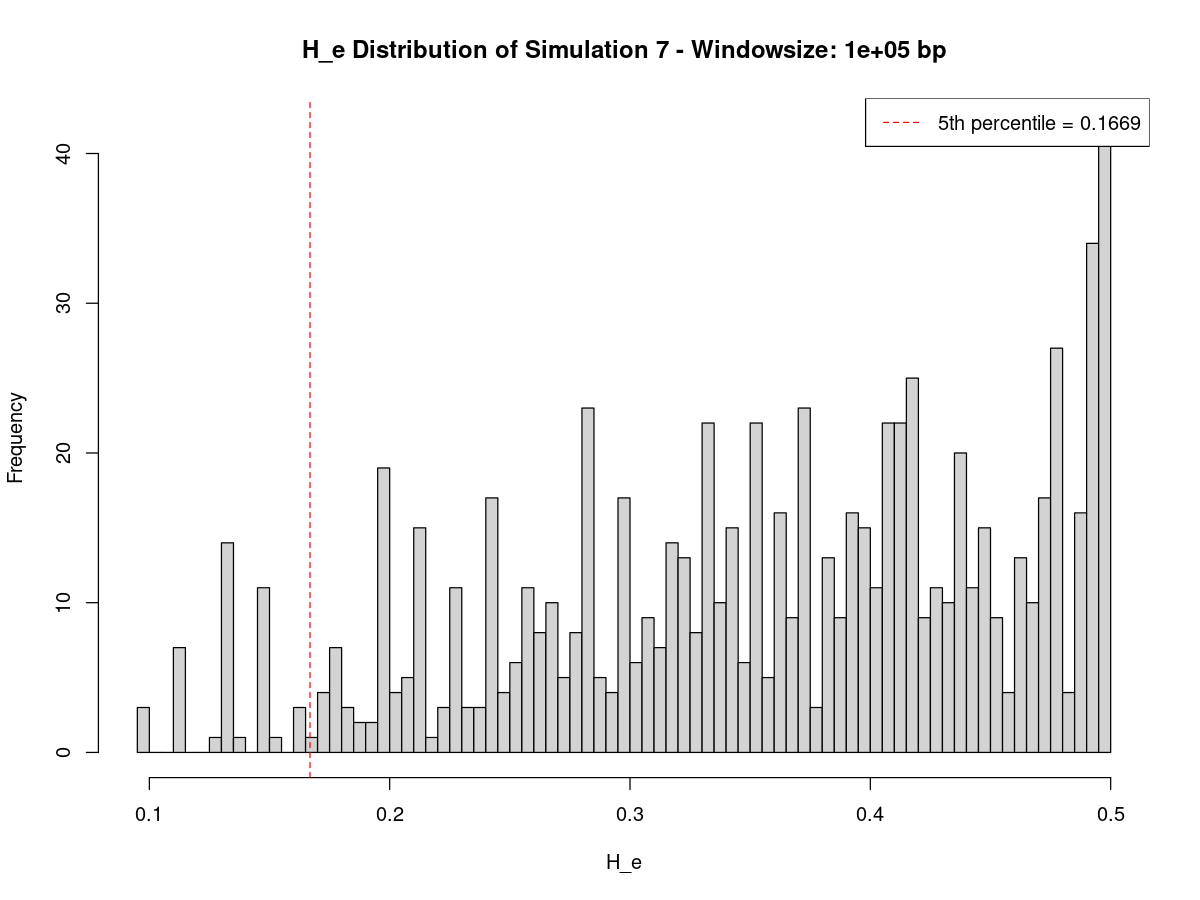 H_e Distribution of Simulation 7 - Windowsize: 1e+05 bp
5th percentile = 0.1669
Frequency
40
30
20
10
0
0.1 0.2 0.3 0.4 0.5
H_e